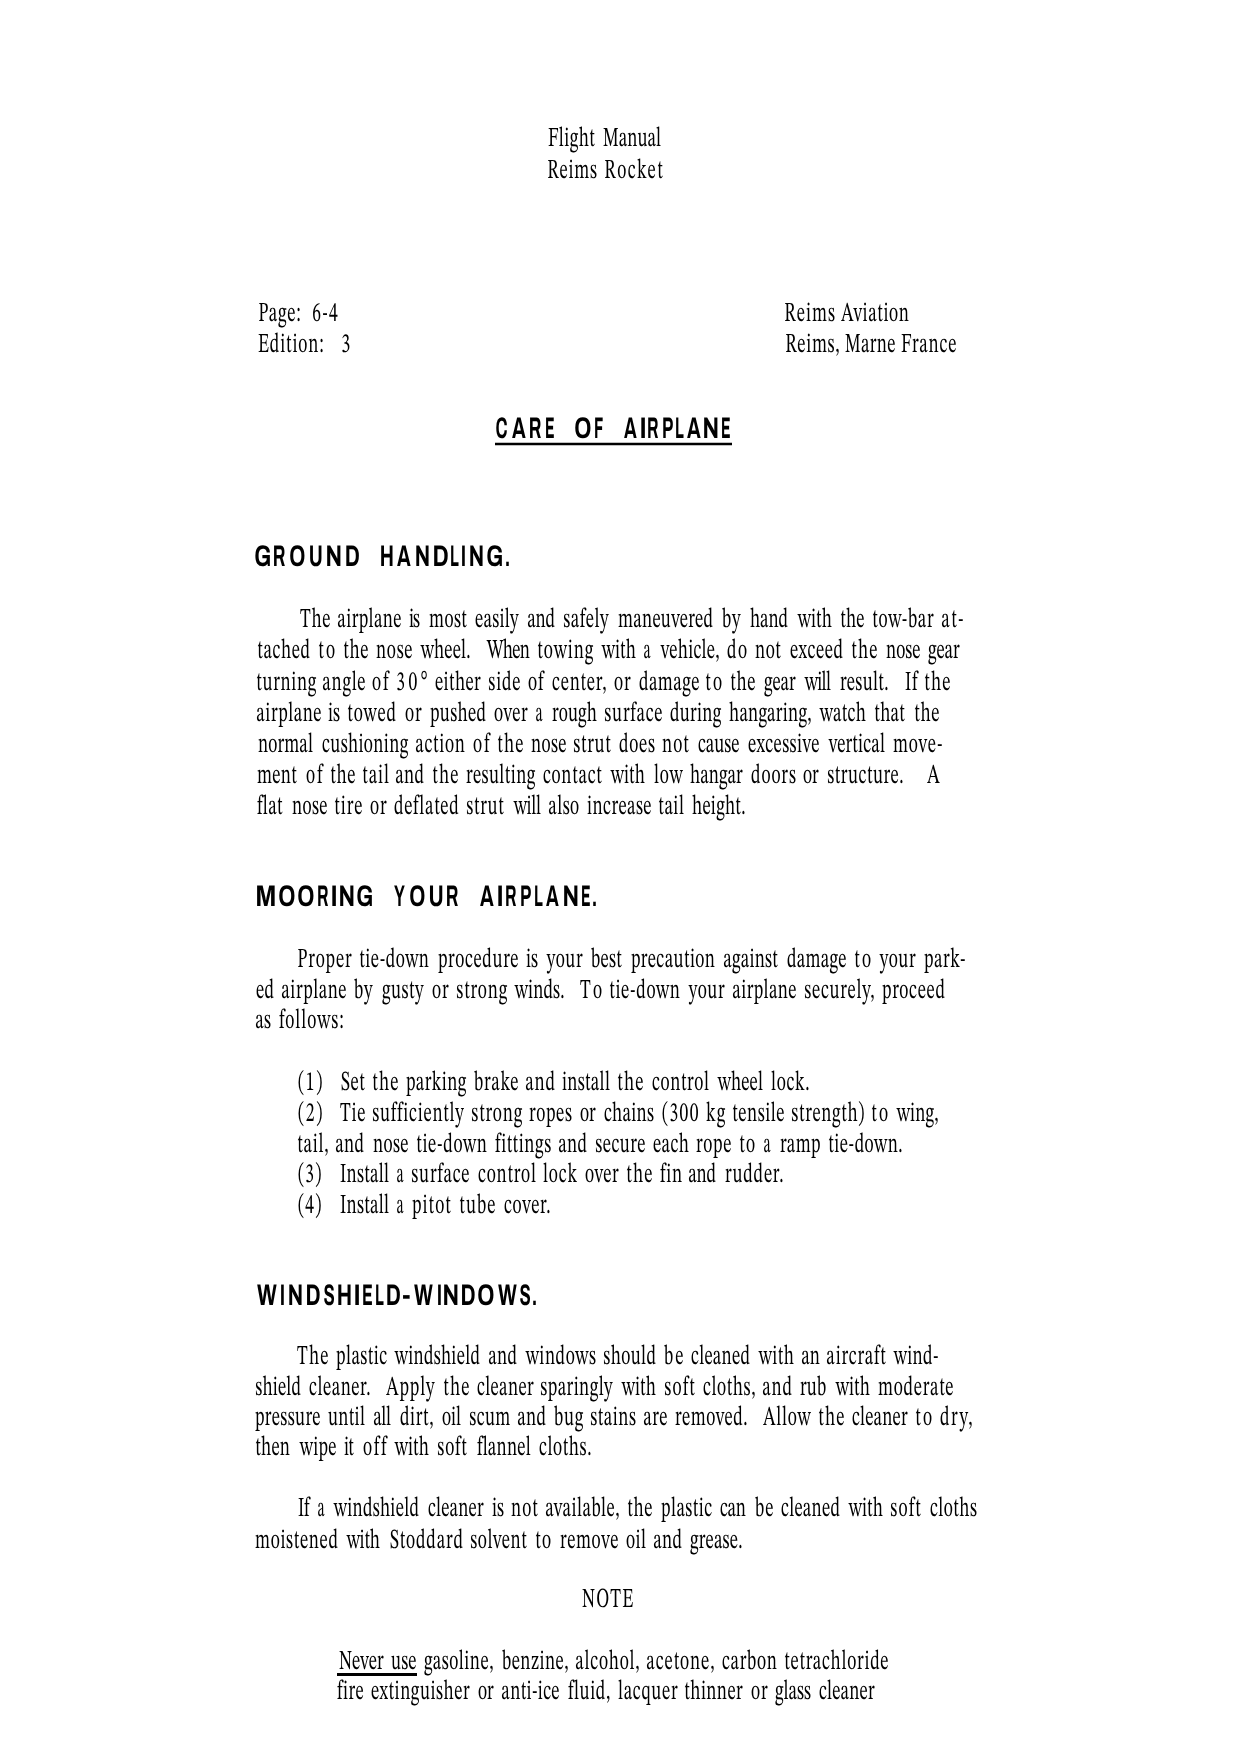 Flight Manual
Reims Rocket
Page: 6-4
Reims Aviation
Edition: 3
Reims, Marne France
CARE OF AIRPLANE
GROUND HANDLING.
The airplane is most easily and safely maneuvered by hand with the tow-bar at-
tached to the nose wheel. When towing with a vehicle, do not exceed the nose gear
turning angle of 30° either side of center, or damage to the gear will result. If the
airplane is towed or pushed over a rough surface during hangaring, watch that the
normal cushioning action of the nose strut does not cause excessive vertical move-
ment of the tail and the resulting contact with low hangar doors or structure. A
flat nose tire or deflated strut will also increase tail height.
MOORING YOUR AIRPLANE.
Proper tie-down procedure is your best precaution against damage to your park-
ed airplane by gusty or strong winds. To tie-down your airplane securely, proceed
as follows:
(1) Set the parking brake and install the control wheel lock.
(2) Tie sufficiently strong ropes or chains (300 kg tensile strength) to wing,
tail, and nose tie-down fittings and secure each rope to a ramp tie-down.
(3) Install a surface control lock over the fin and rudder.
(4) Install a pitot tube cover.
WINDSHIELD-WINDOWS.
The plastic windshield and windows should be cleaned with an aircraft wind-
shield cleaner. Apply the cleaner sparingly with soft cloths, and rub with moderate
pressure until all dirt, oil scum and bug stains are removed. Allow the cleaner to dry,
then wipe it off with soft flannel cloths.
If a windshield cleaner is not available, the plastic can be cleaned with soft cloths
moistened with Stoddard solvent to remove oil and grease.
NOTE
Never use gasoline, benzine, alcohol, acetone, carbon tetrachloride
fire extinguisher or anti-ice fluid, lacquer thinner or glass cleaner